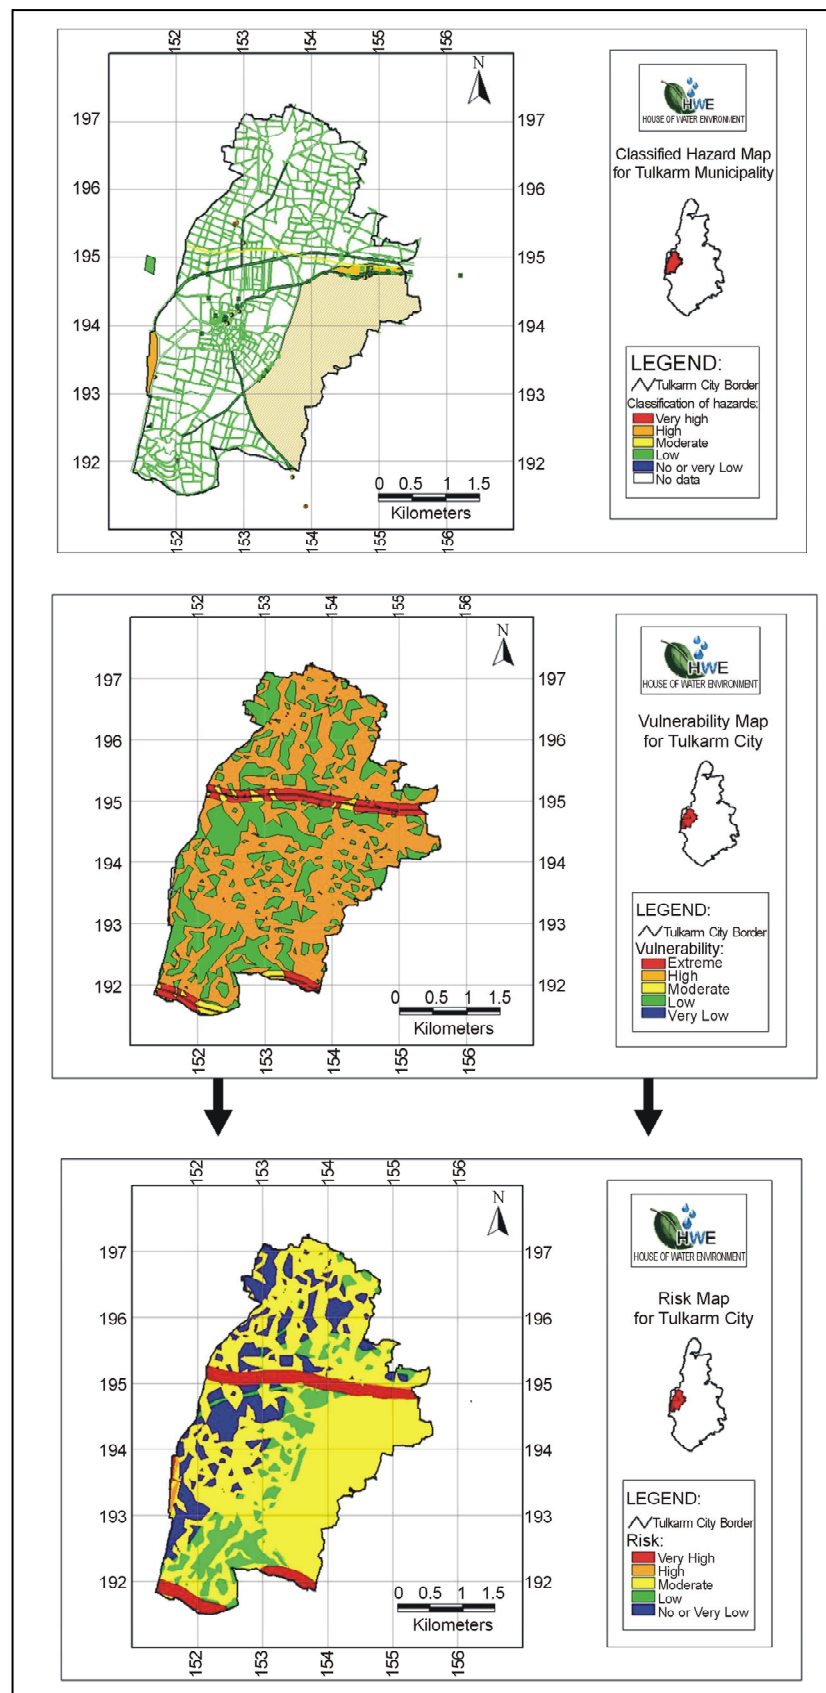 152
153
154
155
156
N
197
197
196
196
195
195
194
194
193
193
192
192
0 0.5 1 1.5
Kilometers
152
153
154
155
156
HWE
HOUSE OF WATER ENVIRONMENT
Classified Hazard Map
for Tulkarm Municipality
LEGEND:
Tulkarm City Border
Classification of hazards:
Very high
High
Moderate
Low
No or very Low
No data
152
153
154
155
156
N
197
197
196
196
195
195
194
194
193
193
192
192
0 0.5 1 1.5
Kilometers
152
153
154
155
156
HWE
HOUSE OF WATER ENVIRONMENT
Vulnerability Map
for Tulkarm City
LEGEND:
Tulkarm City Border
Vulnerability:
Extreme
High
Moderate
Low
Very Low
152
153
154
155
156
N
197
197
196
196
195
195
194
194
193
193
192
192
0 0.5 1 1.5
Kilometers
152
153
154
155
156
HWE
HOUSE OF WATER ENVIRONMENT
Risk Map
for Tulkarm City
LEGEND:
Tulkarm City Border
Risk:
Very High
High
Moderate
Low
No or Very Low